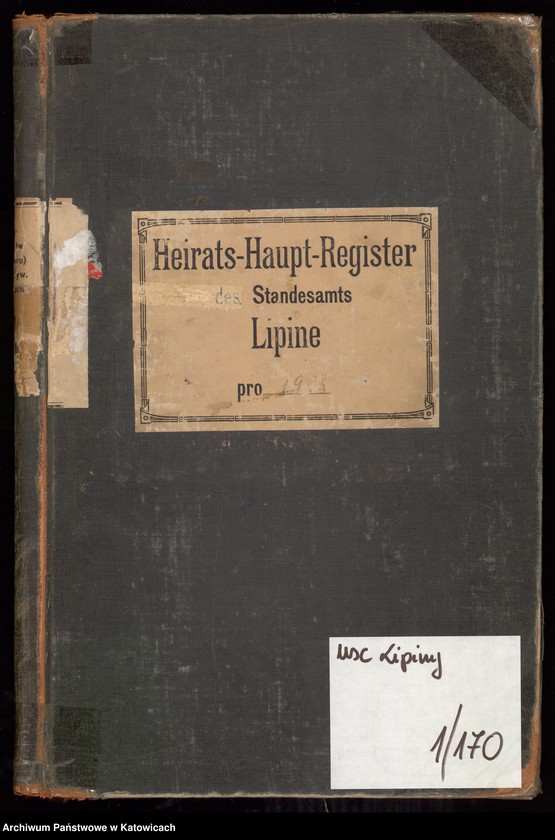 Heirats-Haupt-Register
des Standesamts
Lipine
pro
USC Lipiny
1/170
Archiwum Państwowe w Katowicach